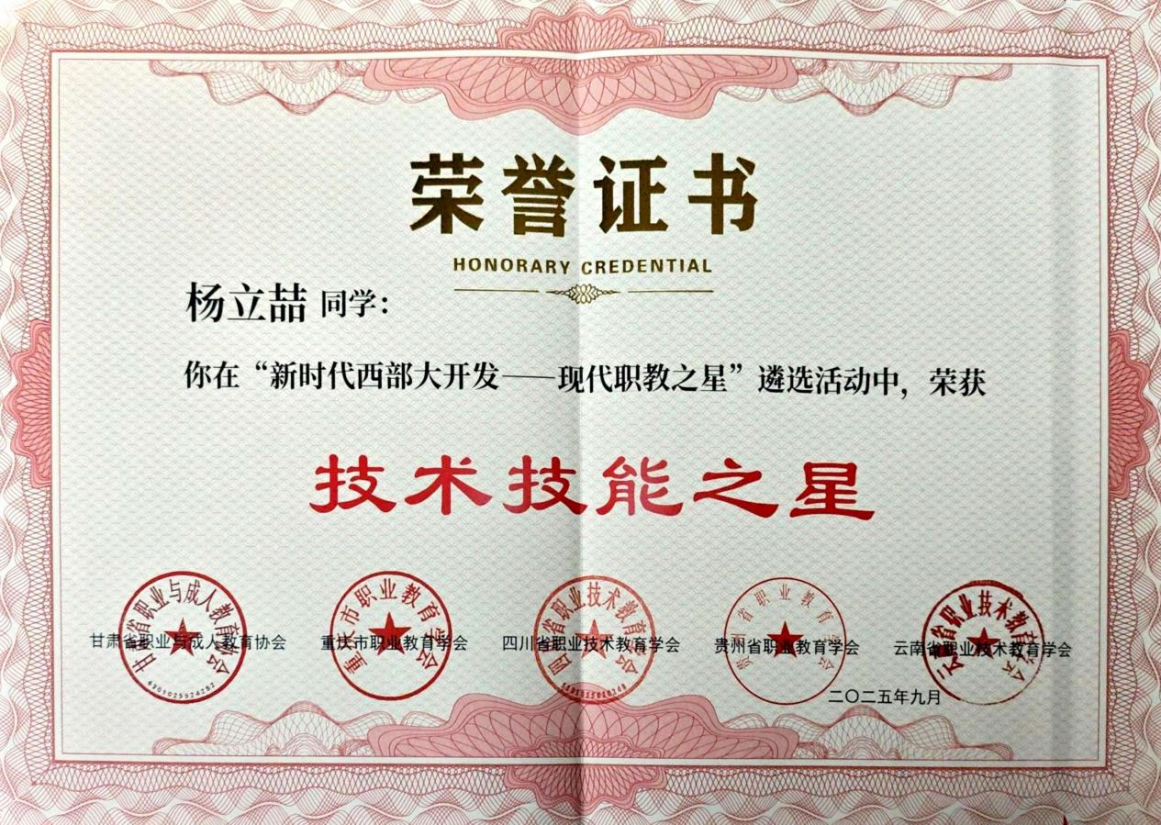 荣誉证书
HONORARY CREDENTIAL
杨立喆 同学：
你在“新时代西部大开发——现代职教之星”遴选活动中，荣获
技术技能之星
甘肃省职业与成人教育协会 重庆市职业教育学会 四川省职业技术教育学会 贵州省职业教育学会 云南省职业技术教育学会
二〇二五年九月